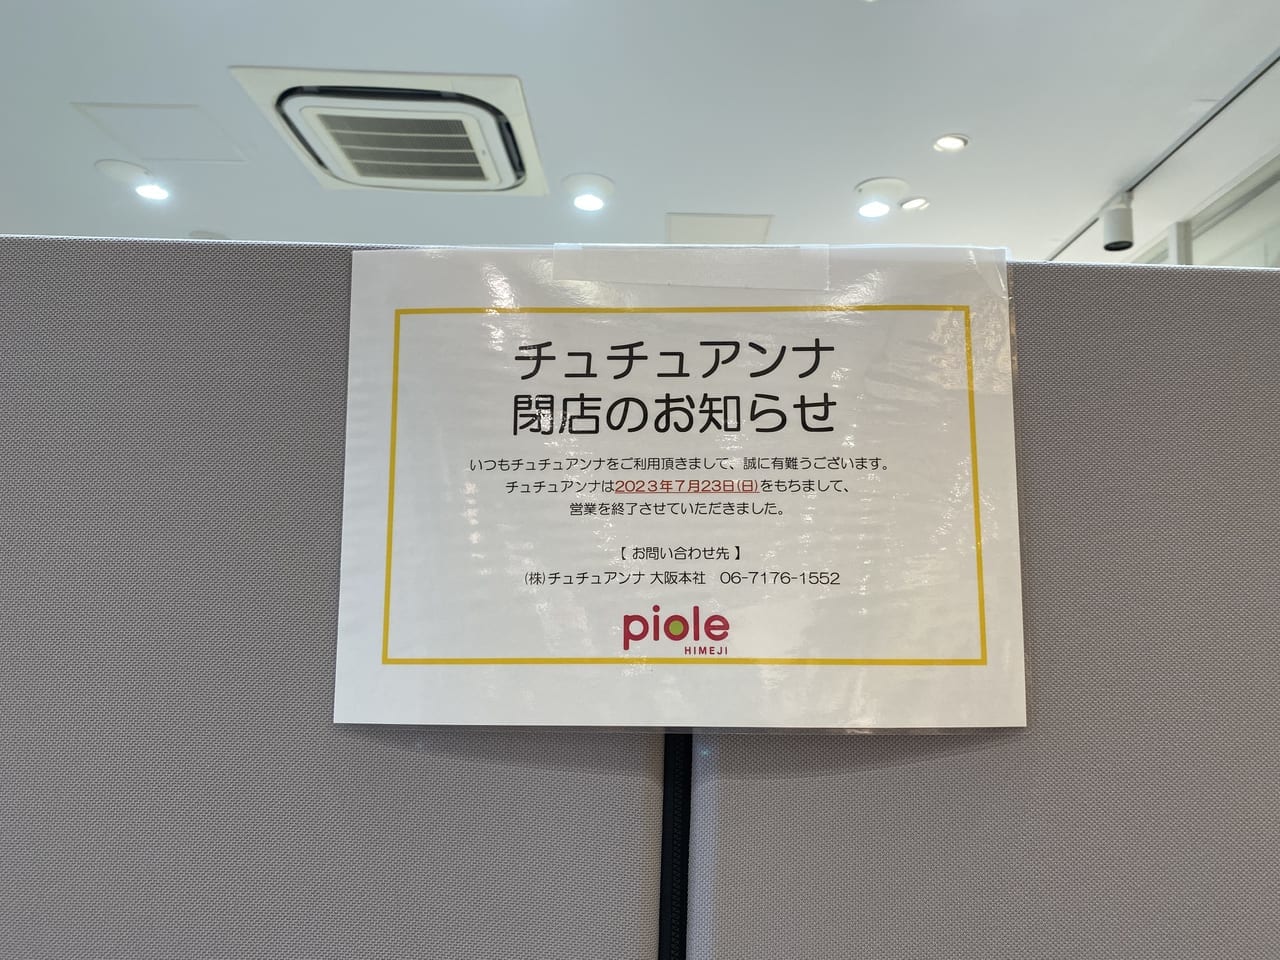 チュチュアンナ
閉店のお知らせ
いつもチュチュアンナをご利用頂きまして、誠に有難うございます。
チュチュアンナは2023年7月23日(日)をもちまして、
営業を終了させていただきました。
【 お問い合わせ先 】
(株)チュチュアンナ 大阪本社　06-7176-1552
piole
HIMEJI